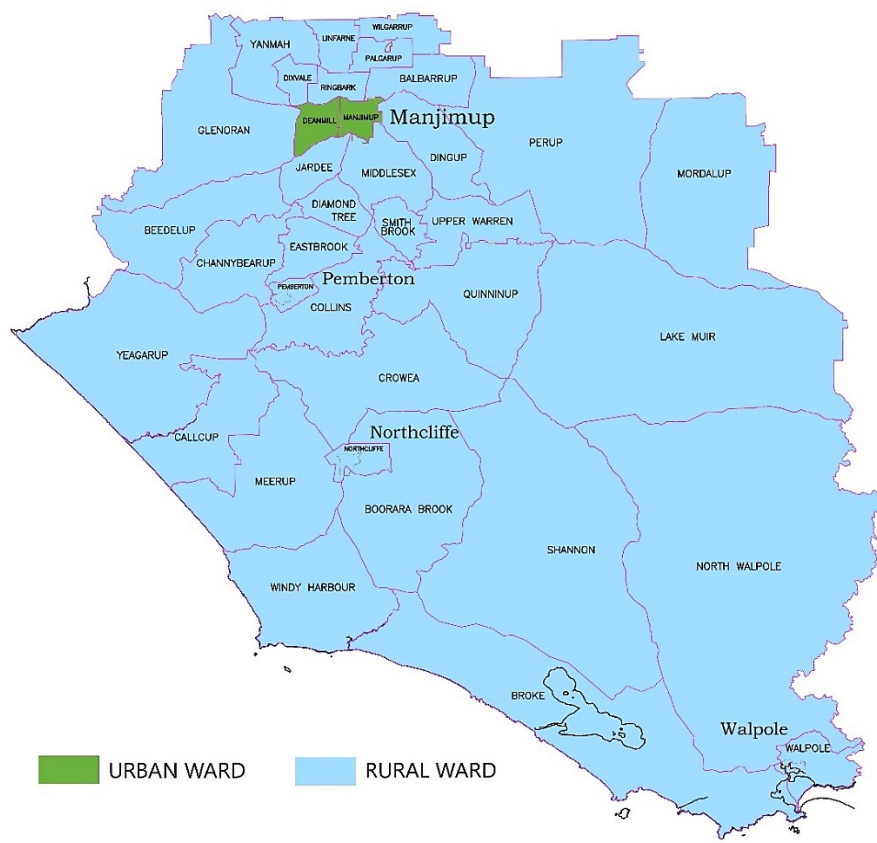 WILGARRUP
YANMAH
LINFARNE
PALGARUP
DIXVALE
BALBARRUP
RINGBARK
DEANMILL
MANJIMUP
Manjimup
GLENORAN
PERUP
DINGUP
JARDEE
MIDDLESEX
MORDALUP
DIAMOND
TREE
SMITH
BROOK
UPPER WARREN
BEEDELUP
EASTBROOK
CHANNYBEARUP
Pemberton
PEMBERTON
QUINNINUP
COLLINS
LAKE MUIR
YEAGARUP
CROWEA
CALLCUP
Northcliffe
NORTHCLIFFE
MEERUP
BOORARA BROOK
SHANNON
NORTH WALPOLE
WINDY HARBOUR
BROKE
Walpole
WALPOLE
URBAN WARD
RURAL WARD